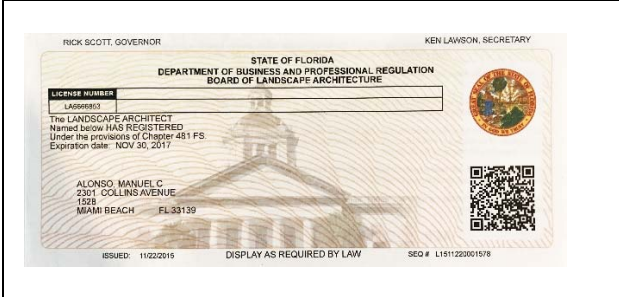 RICK SCOTT, GOVERNOR
KEN LAWSON, SECRETARY
STATE OF FLORIDA
DEPARTMENT OF BUSINESS AND PROFESSIONAL REGULATION
BOARD OF LANDSCAPE ARCHITECTURE
LICENSE NUMBER
LA6666853
The LANDSCAPE ARCHITECT
Named below HAS REGISTERED
Under the provisions of Chapter 481 FS.
Expiration date: NOV 30, 2017
ALONSO, MANUEL C
2301 COLLINS AVENUE
1528
MIAMI BEACH FL 33139
ISSUED: 11/22/2015
DISPLAY AS REQUIRED BY LAW
SEQ # L1511220001578